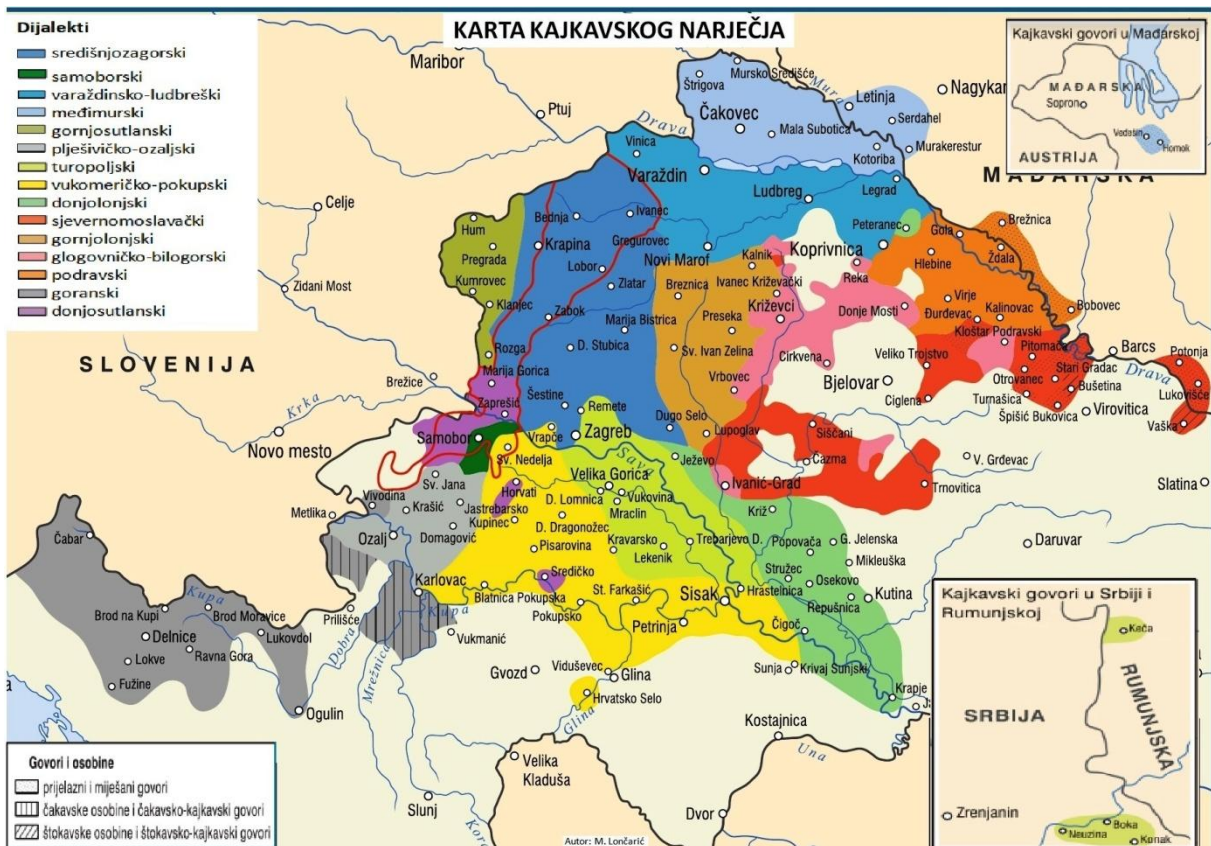 KARTA KAJKAVSKOG NARJEČJA
Dijalekti
središnjozagorski
samoborski
varaždinsko-ludbreški
međimurski
gornjosutlanski
plješivičko-ozaljski
turopoljski
vukomeričko-pokupski
donjolonjski
sjevernomoslavački
gornjolonjski
glogovničko-bilogorski
podravski
goranski
donjosutlanski
Kajkavski govori u Mađarskoj
MAĐARSKA
Sopron
Vedešin
Homok
AUSTRIJA
Maribor
Ptuj
Drava
Štrigova
Mursko Središće
Mura
Letinja
Nagykan
Čakovec
Mala Subotica
Serdahel
Kotoriba
Murakerestur
MAĐARSKA
Vinica
Varaždin
Ludbreg
Legrad
Celje
Hum
Bednja
Ivanec
Peteranec
Gola
Brežnica
Krapina
Gregurovec
Novi Marof
Koprivnica
Pregrada
Lobor
Kalnik
Reka
Hlebine
Ždala
Kumrovec
Zlatar
Breznica
Ivanec Križevački
Zidani Most
Klanjec
Zabok
Marija Bistrica
Križevci
Donje Mosti
Virje
Đurđevac
Kalinovac
Bobovec
Preseka
Kloštar Podravski
SLOVENIJA
Rozga
D. Stubica
Sv. Ivan Zelina
Cirkvena
Veliko Trojstvo
Pitomača
Barcs
Potonja
Marija Gorica
Vrbovec
Bjelovar
Otrovanec
Stari Gradac
Drava
Brežice
Krka
Zaprešić
Šestine
Remete
Dugo Selo
Ciglena
Turnašica
Bušetina
Lukovišće
Špišić Bukovica
Virovitica
Novo mesto
Samobor
Vrapče
Zagreb
Lupoglav
Siščani
Vaška
Sv. Nedelja
Sava
Ježevo
Čazma
V. Grđevac
Sv. Jana
Horvati
Velika Gorica
Ivanić-Grad
Trnovitica
Slatina
Vivodina
Krašić
Jastrebarsko
D. Lomnica
Vukovina
Metlika
Kupinec
Mraclin
Križ
Čabar
Ozalj
Domagović
D. Dragonožec
Kravarsko
Trebarjevo D.
Popovača
G. Jelenska
Daruvar
Pisarovina
Lekenik
Mikleuška
Karlovac
Sredičko
Stružec
Osekovo
Kupa
Brod na Kupi
Brod Moravice
Prilišće
Kupa
Blatnica Pokupska
St. Farkašić
Sisak
Hrastelnica
Repušnica
Kutina
Delnice
Lukovdol
Dobra
Vukmanić
Pokupsko
Petrinja
Čigoč
Lokve
Ravna Gora
Mrežnica
Gvozd
Viduševec
Glina
Sunja
Krivaj Sunjski
Fužine
Ogulin
Hrvatsko Selo
Krapje
Ja
Glina
Kostajnica
Una
Velika
Kladuša
Slunj
Kora
Dvor
Autor: M. Lončarić
Govori i osobine
prijelazni i miješani govori
čakavske osobine i čakavsko-kajkavski govori
štokavske osobine i štokavsko-kajkavski govori
Kajkavski govori u Srbiji i
Rumunjskoj
Keča
RUMUNJSKA
SRBIJA
Zrenjanin
Boka
Neuzina
Konak